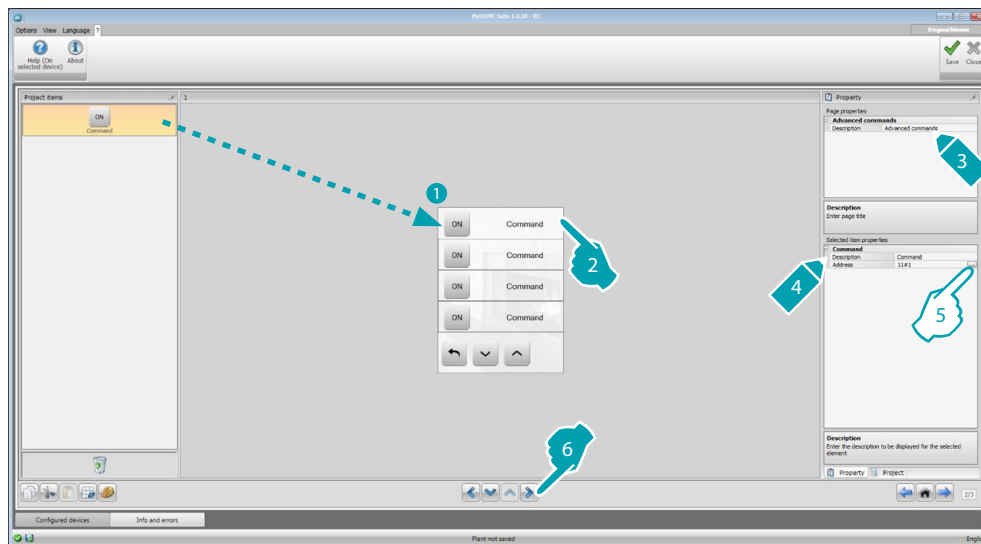 MyHOME Suite 1.0.20 - RC
Options View Language ?
Help (On selected device)
About
Save
Close
Project items
ON
Command
1
1
ON Command
2
ON Command
ON Command
ON Command
Property
Page properties
Advanced commands
Description Advanced commands
3
Description
Enter page title
Selected item properties
Command
Description Command
Address 11#1 ...
4
5
Description
Enter the description to be displayed for the selected
element
Property Project
6
2/3
Configured devices Info and errors
Plant not saved
Engli